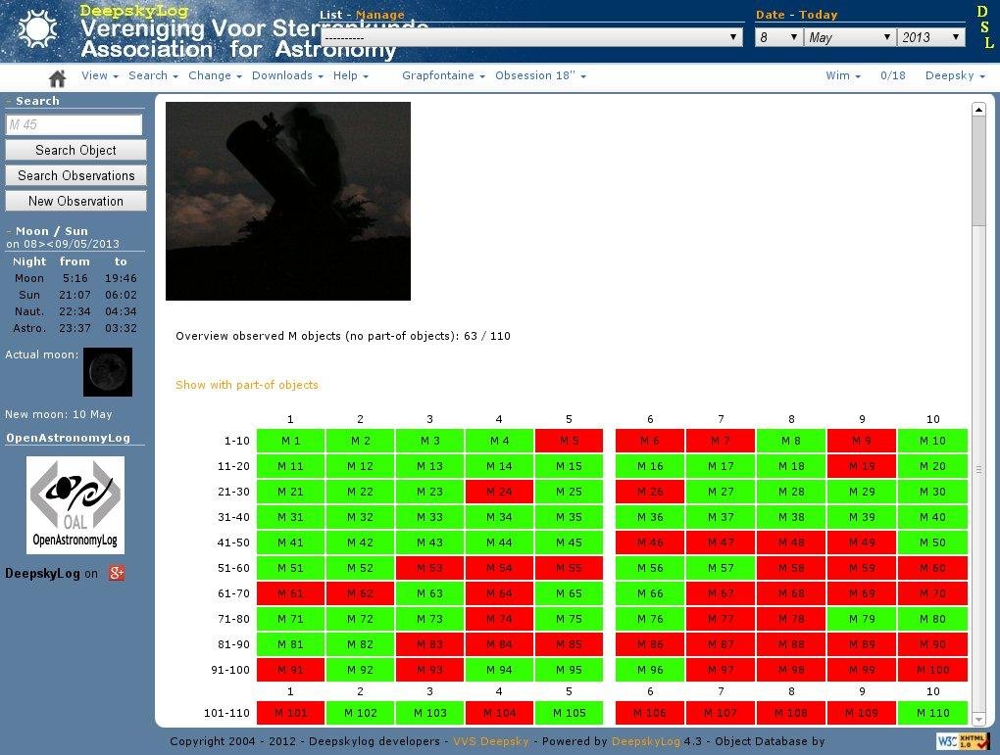 DeepskyLog
Vereniging Voor Sterrenkunde
Association for Astronomy
List - Manage
----------
Date - Today
8 May 2013
D
S
L
View Search Change Downloads Help Grapfontaine Obsession 18" Wim 0/18 Deepsky
- Search
M 45
Search Object
Search Observations
New Observation
- Moon / Sun
on 08><09/05/2013
Night from to
Moon 5:16 19:46
Sun 21:07 06:02
Naut. 22:34 04:34
Astro. 23:37 03:32
Actual moon:
New moon: 10 May
OpenAstronomyLog
OAL
OpenAstronomyLog
DeepskyLog on g+
Overview observed M objects (no part-of objects): 63 / 110
Show with part-of objects
1 2 3 4 5 6 7 8 9 10
1-10 M 1 M 2 M 3 M 4 M 5 M 6 M 7 M 8 M 9 M 10
11-20 M 11 M 12 M 13 M 14 M 15 M 16 M 17 M 18 M 19 M 20
21-30 M 21 M 22 M 23 M 24 M 25 M 26 M 27 M 28 M 29 M 30
31-40 M 31 M 32 M 33 M 34 M 35 M 36 M 37 M 38 M 39 M 40
41-50 M 41 M 42 M 43 M 44 M 45 M 46 M 47 M 48 M 49 M 50
51-60 M 51 M 52 M 53 M 54 M 55 M 56 M 57 M 58 M 59 M 60
61-70 M 61 M 62 M 63 M 64 M 65 M 66 M 67 M 68 M 69 M 70
71-80 M 71 M 72 M 73 M 74 M 75 M 76 M 77 M 78 M 79 M 80
81-90 M 81 M 82 M 83 M 84 M 85 M 86 M 87 M 88 M 89 M 90
91-100 M 91 M 92 M 93 M 94 M 95 M 96 M 97 M 98 M 99 M 100
1 2 3 4 5 6 7 8 9 10
101-110 M 101 M 102 M 103 M 104 M 105 M 106 M 107 M 108 M 109 M 110
Copyright 2004 - 2012 - Deepskylog developers - VVS Deepsky - Powered by DeepskyLog 4.3 - Object Database by
W3C XHTML 1.0